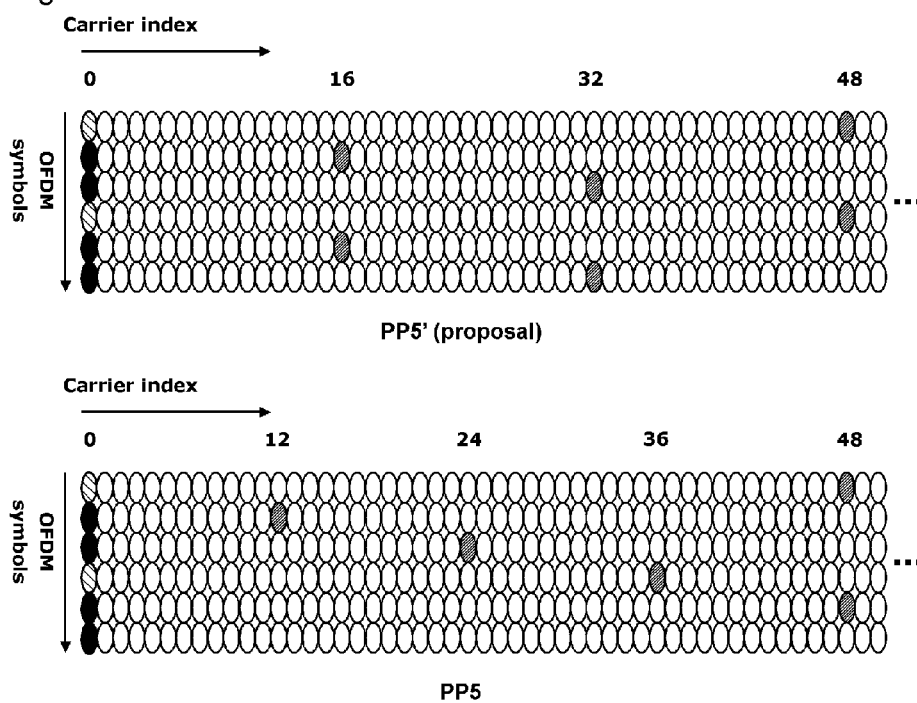 Carrier index
0 16 32 48
OFDM
symbols
...
PP5' (proposal)
Carrier index
0 12 24 36 48
OFDM
symbols
...
PP5